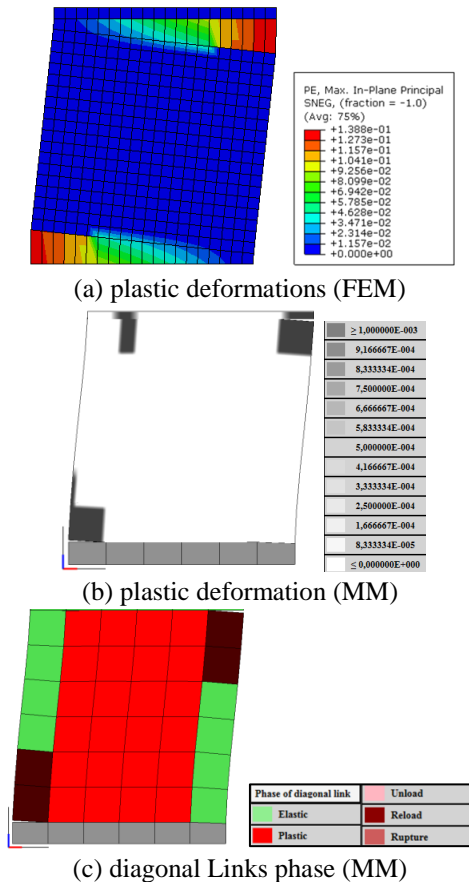 PE, Max. In-Plane Principal
SNEG, (fraction = -1.0)
(Avg: 75%)
+1.388e-01
+1.273e-01
+1.157e-01
+1.041e-01
+9.256e-02
+8.099e-02
+6.942e-02
+5.785e-02
+4.628e-02
+3.471e-02
+2.314e-02
+1.157e-02
+0.000e+00
(a) plastic deformations (FEM)
≥ 1,000000E-003
9,166667E-004
8,333334E-004
7,500000E-004
6,666667E-004
5,833334E-004
5,000000E-004
4,166667E-004
3,333334E-004
2,500000E-004
1,666667E-004
8,333334E-005
≤ 0,000000E+000
(b) plastic deformation (MM)
Phase of diagonal link
Unload
Elastic
Reload
Plastic
Rupture
(c) diagonal Links phase (MM)